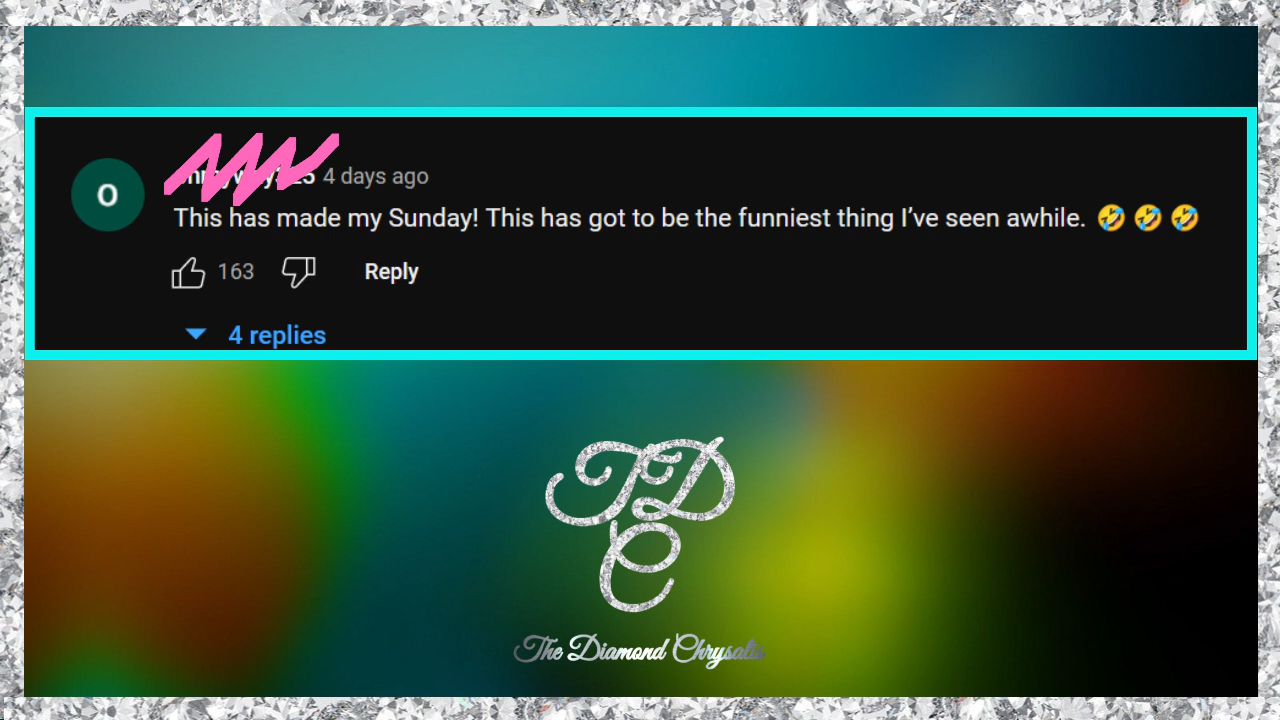 O
4 days ago
This has made my Sunday! This has got to be the funniest thing I've seen awhile. 🤣 🤣 🤣
163
Reply
4 replies
TD
C
The Diamond Chrysalis